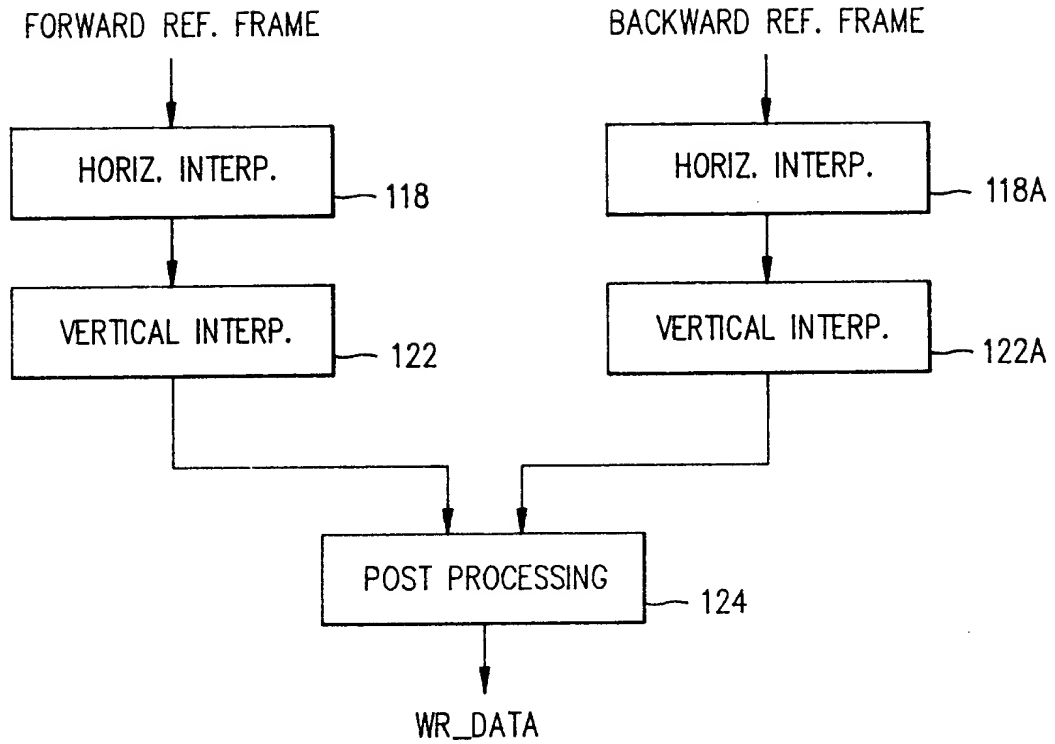 FORWARD REF. FRAME
BACKWARD REF. FRAME
HORIZ. INTERP.
118
HORIZ. INTERP.
118A
VERTICAL INTERP.
122
VERTICAL INTERP.
122A
POST PROCESSING
124
WR_DATA